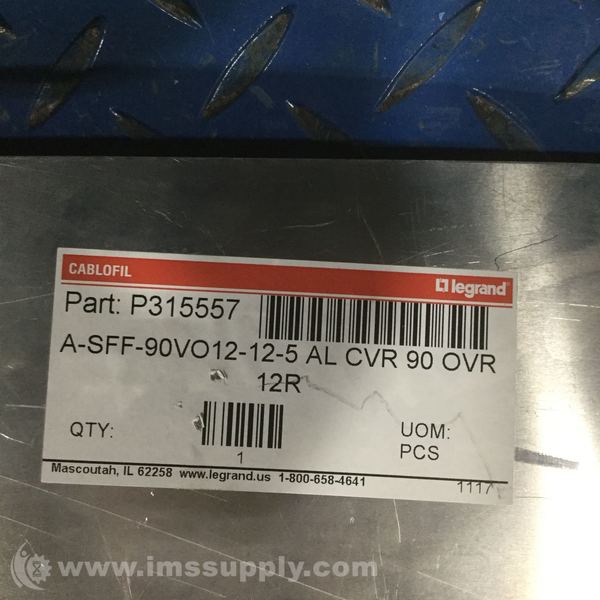 CABLOFIL
legrand
Part: P315557
A-SFF-90VO12-12-5 AL CVR 90 OVR
12R
QTY:
1
UOM:
PCS
Mascoutah, IL 62258 www.legrand.us 1-800-658-4641
1117
www.imssupply.com